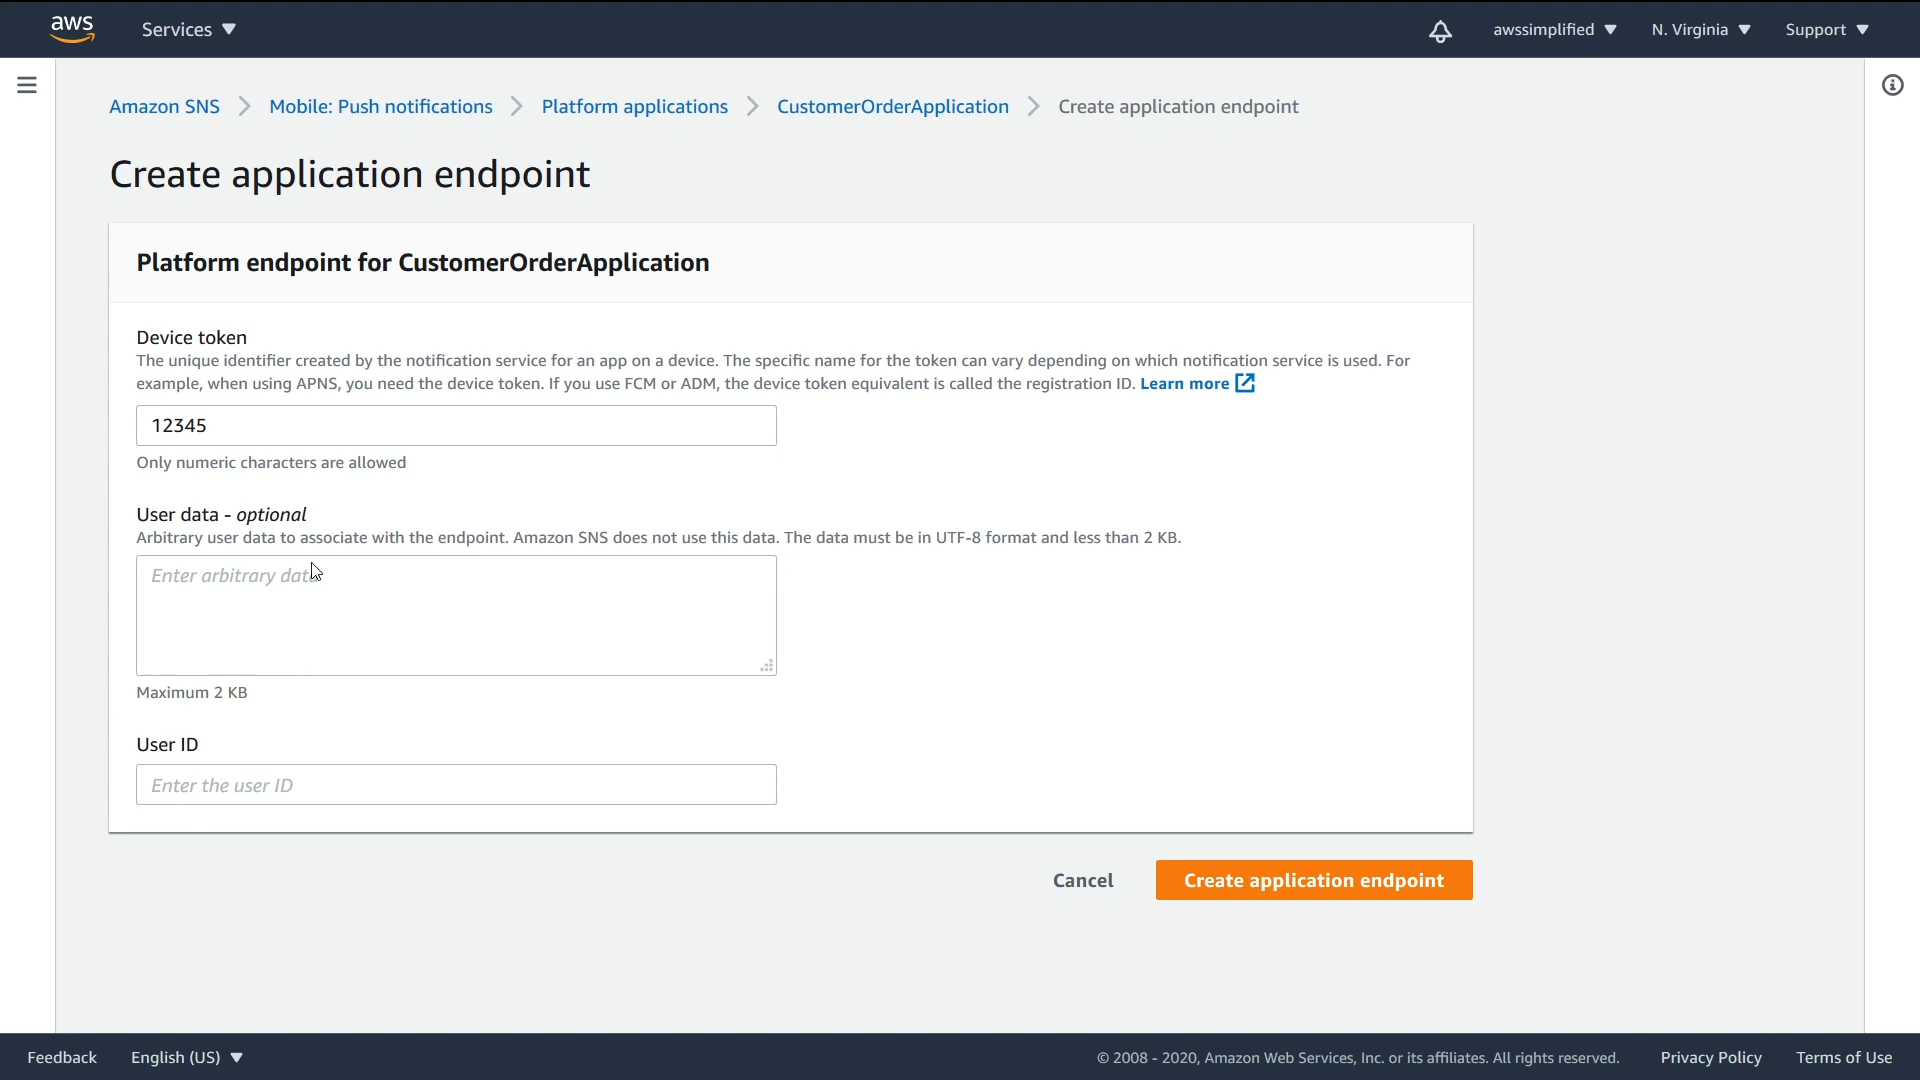 aws Services awssimplified N. Virginia Support
Amazon SNS Mobile: Push notifications Platform applications CustomerOrderApplication Create application endpoint
Create application endpoint
Platform endpoint for CustomerOrderApplication
Device token
The unique identifier created by the notification service for an app on a device. The specific name for the token can vary depending on which notification service is used. For
example, when using APNS, you need the device token. If you use FCM or ADM, the device token equivalent is called the registration ID. Learn more
12345
Only numeric characters are allowed
User data - optional
Arbitrary user data to associate with the endpoint. Amazon SNS does not use this data. The data must be in UTF-8 format and less than 2 KB.
Enter arbitrary data
Maximum 2 KB
User ID
Enter the user ID
Cancel Create application endpoint
Feedback English (US) © 2008 - 2020, Amazon Web Services, Inc. or its affiliates. All rights reserved. Privacy Policy Terms of Use